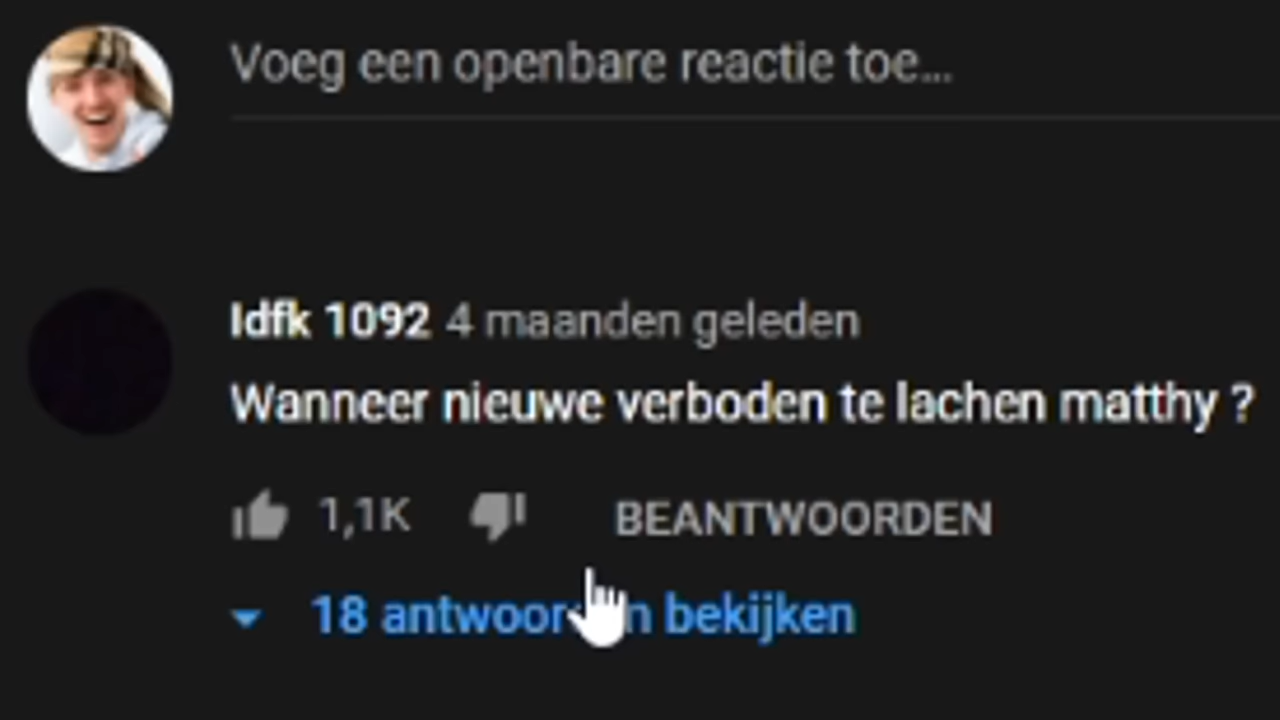 Voeg een openbare reactie toe...
Idfk 1092 4 maanden geleden
Wanneer nieuwe verboden te lachen matthy ?
1,1K BEANTWOORDEN
18 antwoorden bekijken